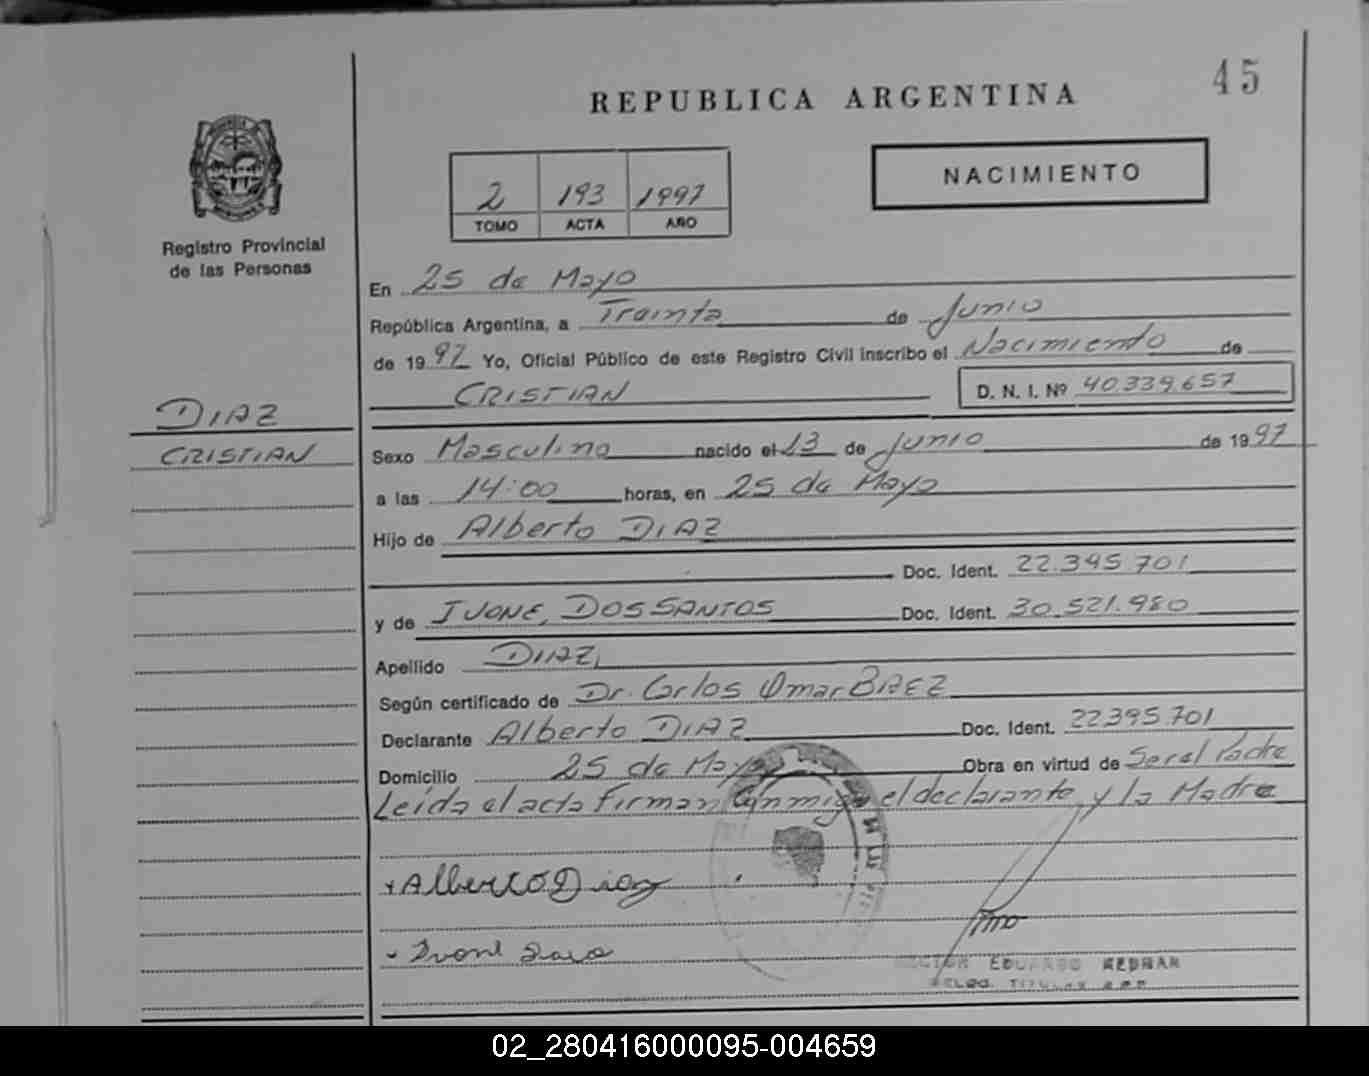 45
REPUBLICA ARGENTINA
NACIMIENTO
2 193 1997
TOMO ACTA AÑO
Registro Provincial
de las Personas
En 25 de Mayo
República Argentina, a Treinta de Junio
de 1997 Yo, Oficial Público de este Registro Civil inscribo el Nacimiento de
CRISTIAN D. N. I. Nº 40.339.657
DIAZ
CRISTIAN
Sexo Masculino nacido el 13 de Junio de 1997
a las 14:00 horas, en 25 de Mayo
Hijo de Alberto DIAZ
Doc. Ident. 22.395.701
y de IVONE, DOS SANTOS Doc. Ident. 30.521.980
Apellido DIAZ,
Según certificado de Dr. Carlos Omar BAEZ
Declarante Alberto DIAZ Doc. Ident. 22395.701
Domicilio 25 de Mayo Obra en virtud de Ser el Padre
Leída el acta Firman Conmigo el declarante y la Madre
Alberto Diaz
Ivone
EDUARDO
02_280416000095-004659